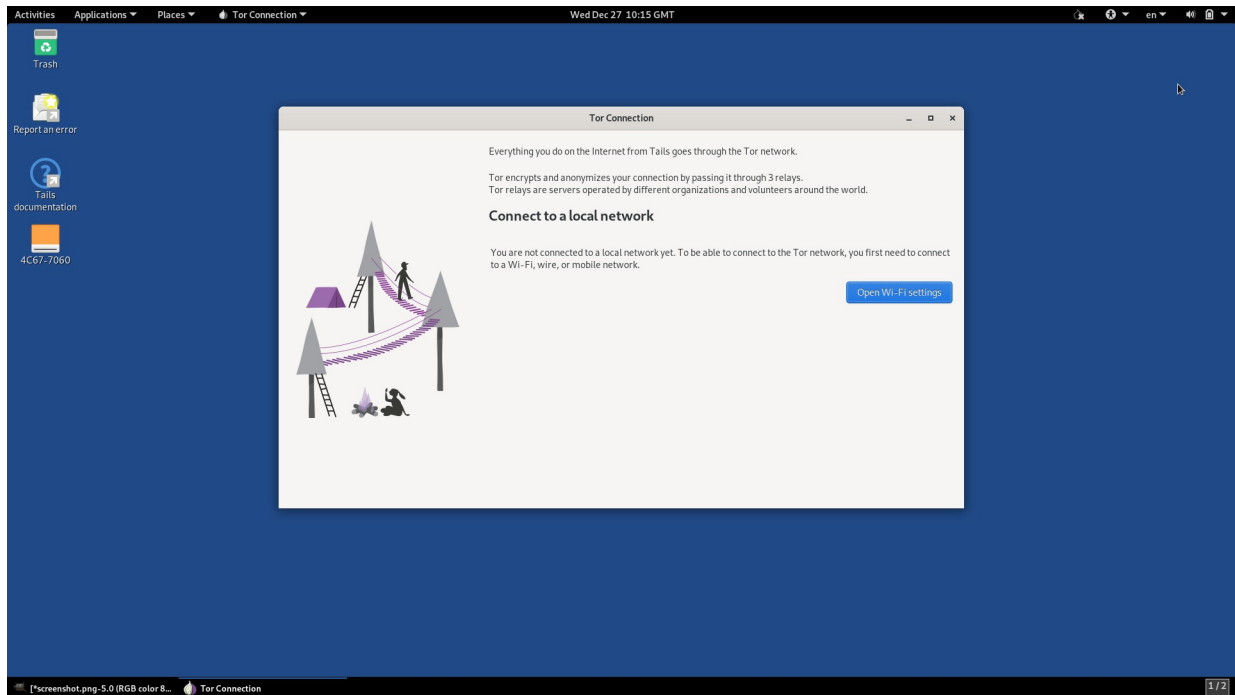 Activities Applications Places Tor Connection Wed Dec 27 10:15 GMT en
Trash
Report an error
Tails
documentation
4C67-7060
Tor Connection
Everything you do on the Internet from Tails goes through the Tor network.
Tor encrypts and anonymizes your connection by passing it through 3 relays.
Tor relays are servers operated by different organizations and volunteers around the world.
Connect to a local network
You are not connected to a local network yet. To be able to connect to the Tor network, you first need to connect
to a Wi-Fi, wire, or mobile network.
Open Wi-Fi settings
[*screenshot.png-5.0 (RGB color 8... Tor Connection 1/2